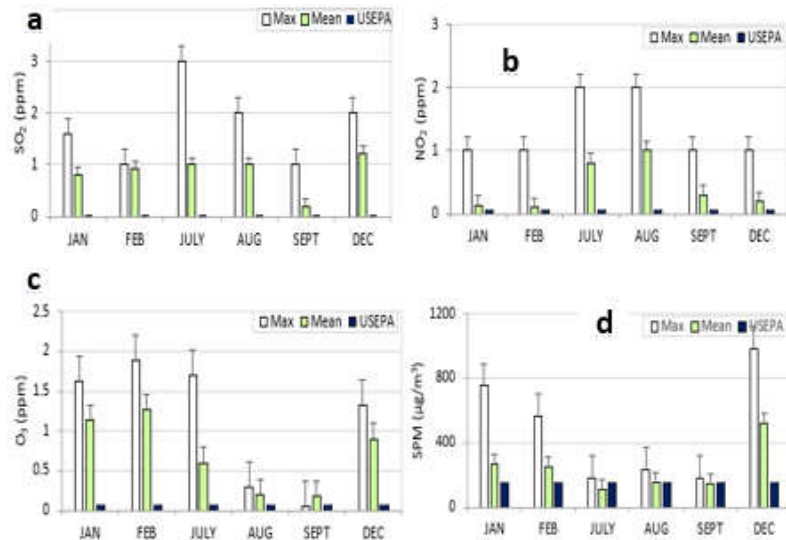 a
Max Mean USEPA
SO₂ (ppm)
3
2
1
0
JAN FEB JULY AUG SEPT DEC
b
Max Mean USEPA
NO₂ (ppm)
3
2
1
0
JAN FEB JULY AUG SEPT DEC
c
Max Mean USEPA
O₃ (ppm)
2.5
2
1.5
1
0.5
0
JAN FEB JULY AUG SEPT DEC
d
Max Mean USEPA
SPM (µg/m³)
1200
800
400
0
JAN FEB JULY AUG SEPT DEC